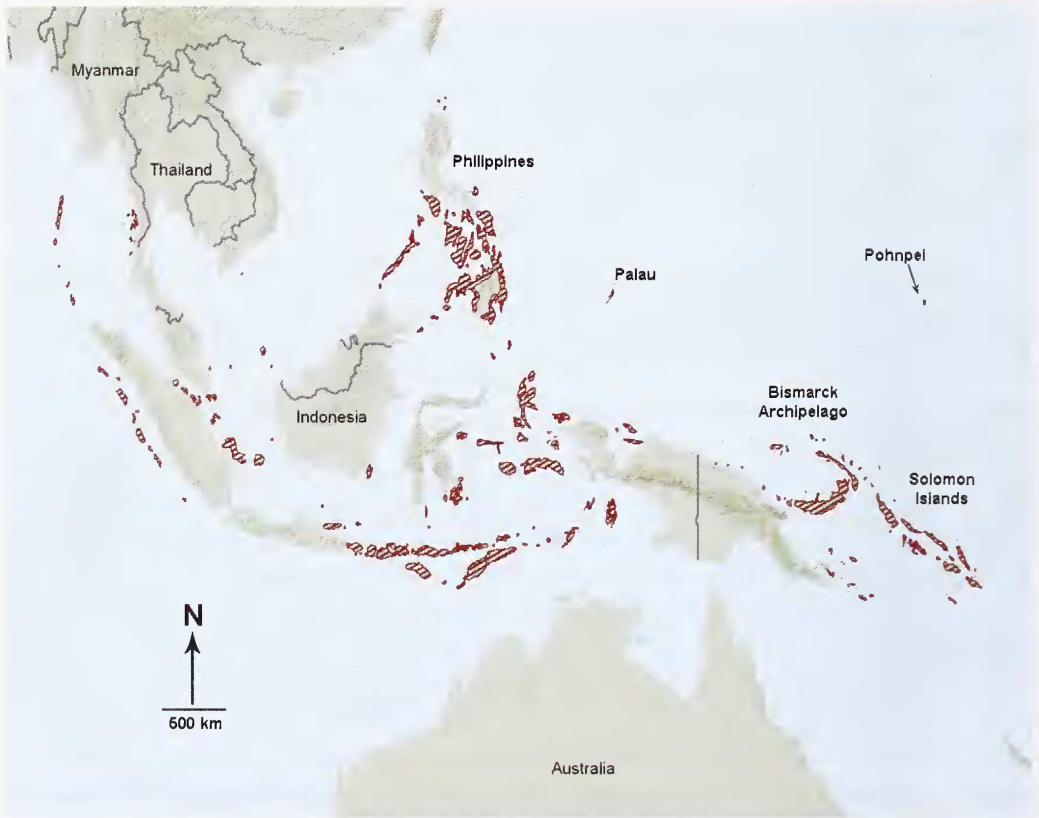 Myanmar
Philippines
Thailand
Pohnpei
Palau
Bismarck
Archipelago
Indonesia
Solomon
Islands
N
500 km
Australia